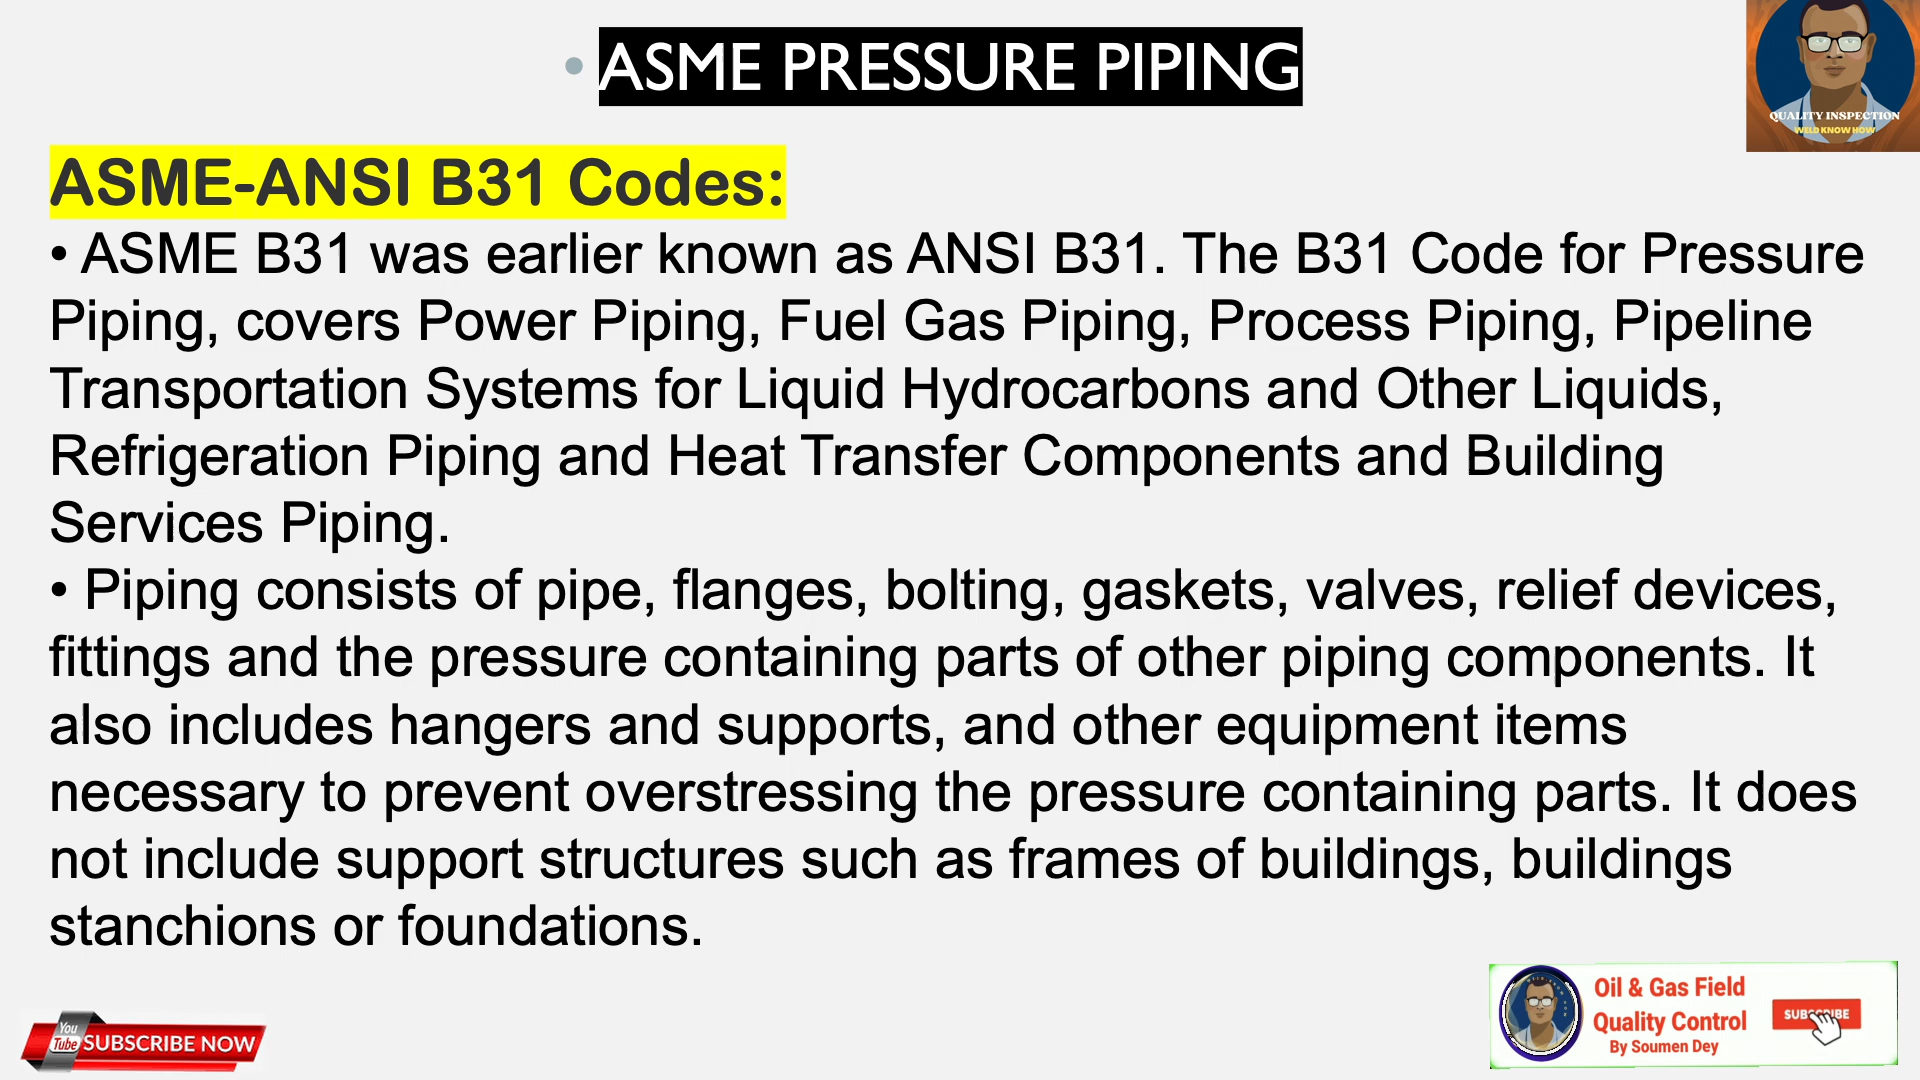 • ASME PRESSURE PIPING
QUALITY INSPECTION
WELD KNOW HOW
ASME-ANSI B31 Codes:
• ASME B31 was earlier known as ANSI B31. The B31 Code for Pressure
Piping, covers Power Piping, Fuel Gas Piping, Process Piping, Pipeline
Transportation Systems for Liquid Hydrocarbons and Other Liquids,
Refrigeration Piping and Heat Transfer Components and Building
Services Piping.
• Piping consists of pipe, flanges, bolting, gaskets, valves, relief devices,
fittings and the pressure containing parts of other piping components. It
also includes hangers and supports, and other equipment items
necessary to prevent overstressing the pressure containing parts. It does
not include support structures such as frames of buildings, buildings
stanchions or foundations.
You
Tube SUBSCRIBE NOW
Oil & Gas Field
Quality Control
By Soumen Dey
SUBSCRIBE